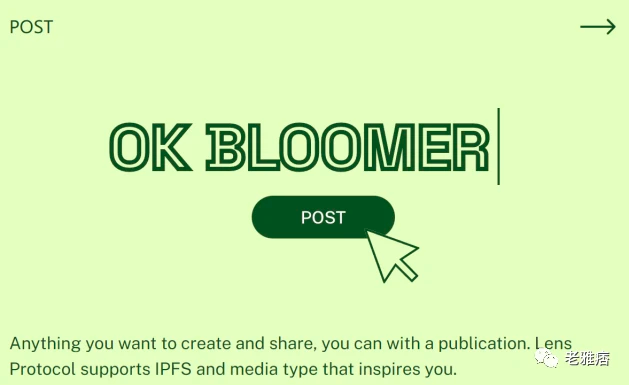 POST
OK BLOOMER
POST
Anything you want to create and share, you can with a publication. Lens
Protocol supports IPFS and media type that inspires you.
老雅痞